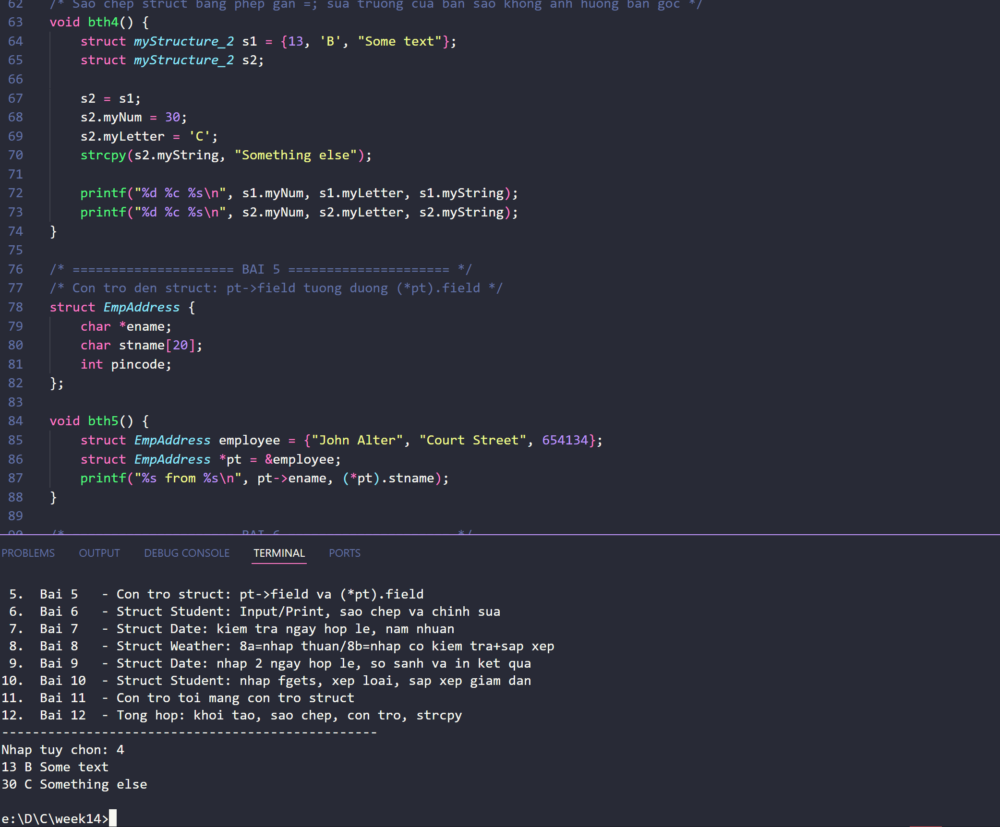 62 /* Sao chep struct bang phep gan =; sua truong cua ban sao khong anh huong ban goc */
63 void bth4() {
64 struct myStructure_2 s1 = {13, 'B', "Some text"};
65 struct myStructure_2 s2;
66
67 s2 = s1;
68 s2.myNum = 30;
69 s2.myLetter = 'C';
70 strcpy(s2.myString, "Something else");
71
72 printf("%d %c %s\n", s1.myNum, s1.myLetter, s1.myString);
73 printf("%d %c %s\n", s2.myNum, s2.myLetter, s2.myString);
74 }
75
76 /* ===================== BAI 5 ===================== */
77 /* Con tro den struct: pt->field tuong duong (*pt).field */
78 struct EmpAddress {
79 char *ename;
80 char stname[20];
81 int pincode;
82 };
83
84 void bth5() {
85 struct EmpAddress employee = {"John Alter", "Court Street", 654134};
86 struct EmpAddress *pt = &employee;
87 printf("%s from %s\n", pt->ename, (*pt).stname);
88 }
89
90 /* ===================== BAI 6 ===================== */
PROBLEMS OUTPUT DEBUG CONSOLE TERMINAL PORTS
5. Bai 5 - Con tro struct: pt->field va (*pt).field
6. Bai 6 - Struct Student: Input/Print, sao chep va chinh sua
7. Bai 7 - Struct Date: kiem tra ngay hop le, nam nhuan
8. Bai 8 - Struct Weather: 8a=nhap thuan/8b=nhap co kiem tra+sap xep
9. Bai 9 - Struct Date: nhap 2 ngay hop le, so sanh va in ket qua
10. Bai 10 - Struct Student: nhap fgets, xep loai, sap xep giam dan
11. Bai 11 - Con tro toi mang con tro struct
12. Bai 12 - Tong hop: khoi tao, sao chep, con tro, strcpy
-------------------------------------------------
Nhap tuy chon: 4
13 B Some text
30 C Something else
e:\D\C\week14>